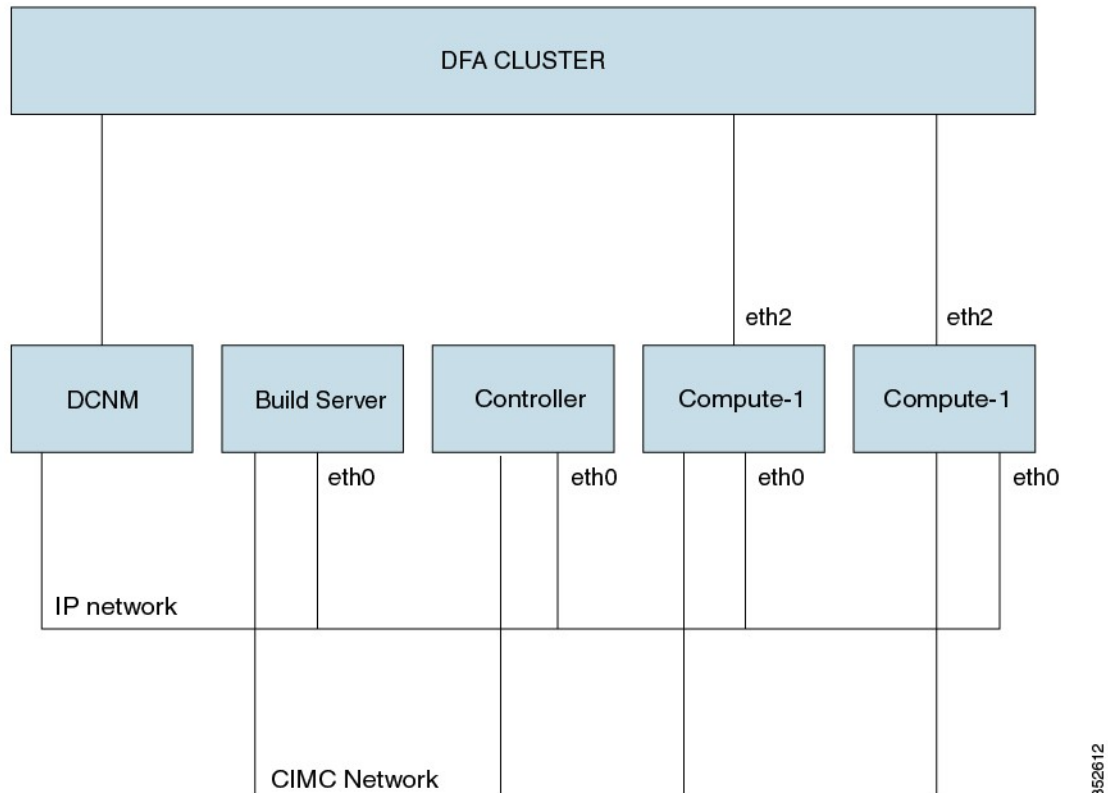 DFA CLUSTER
eth2
eth2
DCNM
Build Server
Controller
Compute-1
Compute-1
eth0
eth0
eth0
eth0
IP network
CIMC Network
352612